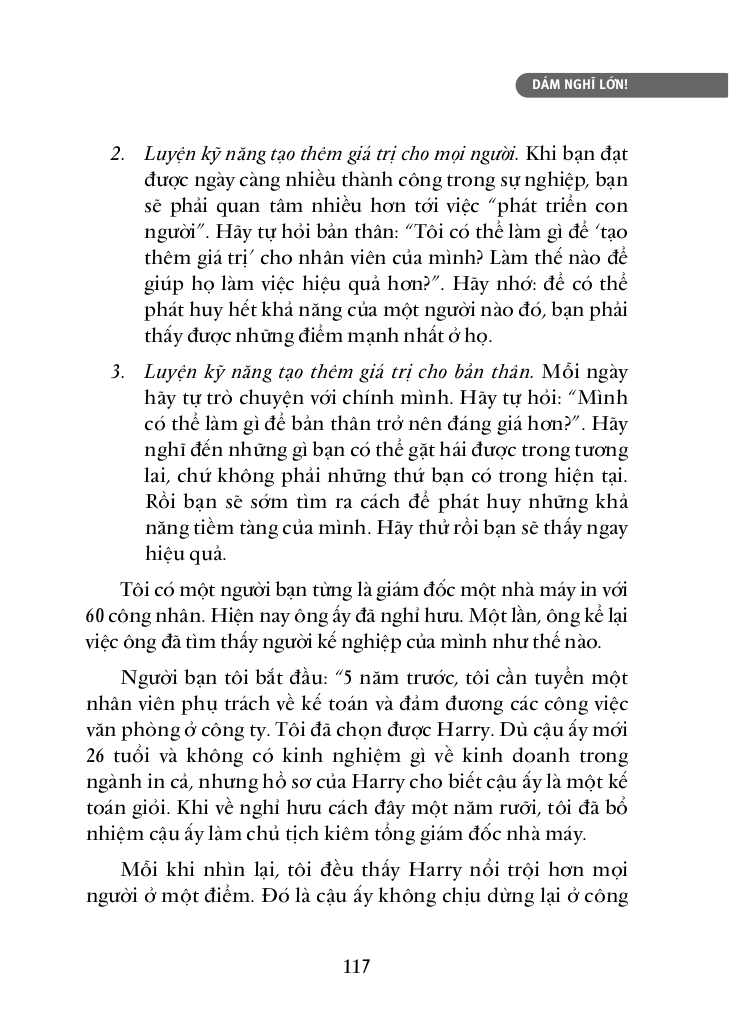 DÁM NGHĨ LỚN!
2. Luyện kỹ năng tạo thêm giá trị cho mọi người. Khi bạn đạt
được ngày càng nhiều thành công trong sự nghiệp, bạn
sẽ phải quan tâm nhiều hơn tới việc “phát triển con
người”. Hãy tự hỏi bản thân: “Tôi có thể làm gì để ‘tạo
thêm giá trị’ cho nhân viên của mình? Làm thế nào để
giúp họ làm việc hiệu quả hơn?”. Hãy nhớ: để có thể
phát huy hết khả năng của một người nào đó, bạn phải
thấy được những điểm mạnh nhất ở họ.
3. Luyện kỹ năng tạo thêm giá trị cho bản thân. Mỗi ngày
hãy tự trò chuyện với chính mình. Hãy tự hỏi: “Mình
có thể làm gì để bản thân trở nên đáng giá hơn?”. Hãy
nghĩ đến những gì bạn có thể gặt hái được trong tương
lai, chứ không phải những thứ bạn có trong hiện tại.
Rồi bạn sẽ sớm tìm ra cách để phát huy những khả
năng tiềm tàng của mình. Hãy thử rồi bạn sẽ thấy ngay
hiệu quả.
Tôi có một người bạn từng là giám đốc một nhà máy in với
60 công nhân. Hiện nay ông ấy đã nghỉ hưu. Một lần, ông kể lại
việc ông đã tìm thấy người kế nghiệp của mình như thế nào.
Người bạn tôi bắt đầu: “5 năm trước, tôi cần tuyển một
nhân viên phụ trách về kế toán và đảm đương các công việc
văn phòng ở công ty. Tôi đã chọn được Harry. Dù cậu ấy mới
26 tuổi và không có kinh nghiệm gì về kinh doanh trong
ngành in cả, nhưng hồ sơ của Harry cho biết cậu ấy là một kế
toán giỏi. Khi về nghỉ hưu cách đây một năm rưỡi, tôi đã bổ
nhiệm cậu ấy làm chủ tịch kiêm tổng giám đốc nhà máy.
Mỗi khi nhìn lại, tôi đều thấy Harry nổi trội hơn mọi
người ở một điểm. Đó là cậu ấy không chịu dừng lại ở công
117